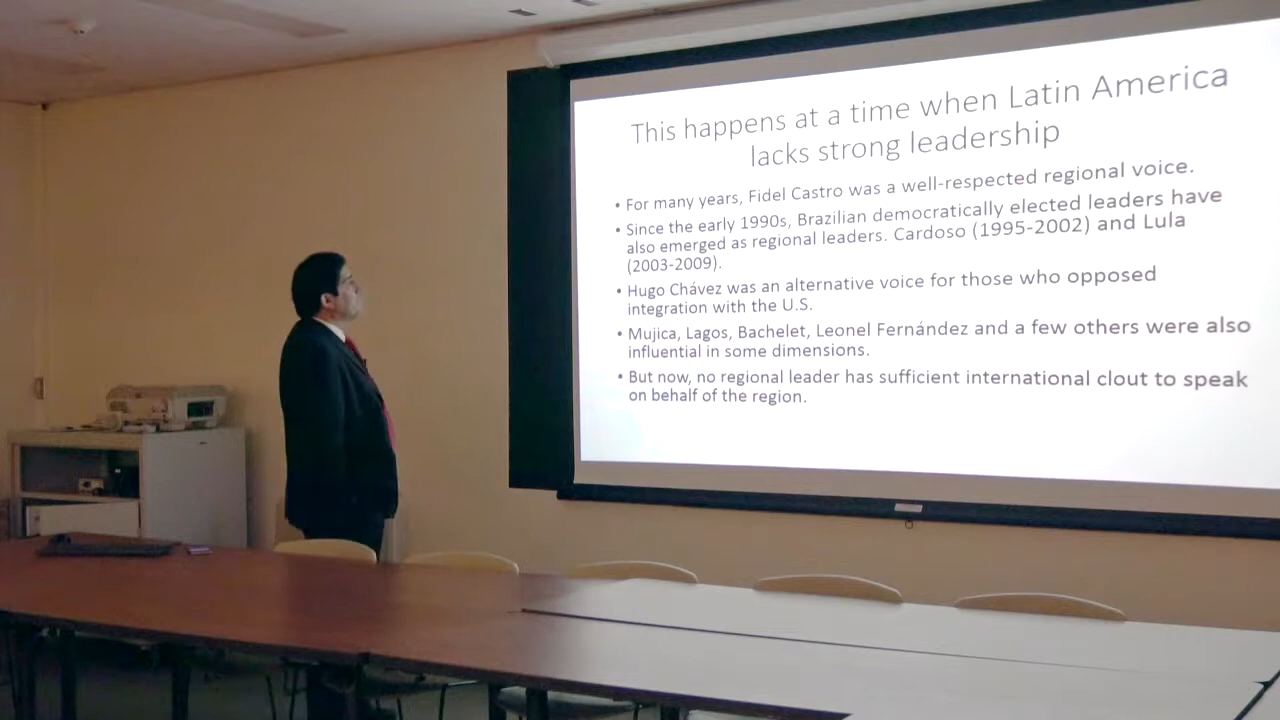 This happens at a time when Latin America
lacks strong leadership
• For many years, Fidel Castro was a well-respected regional voice.
• Since the early 1990s, Brazilian democratically elected leaders have
also emerged as regional leaders. Cardoso (1995-2002) and Lula
(2003-2009).
• Hugo Chávez was an alternative voice for those who opposed
integration with the U.S.
• Mujica, Lagos, Bachelet, Leonel Fernández and a few others were also
influential in some dimensions.
• But now, no regional leader has sufficient international clout to speak
on behalf of the region.